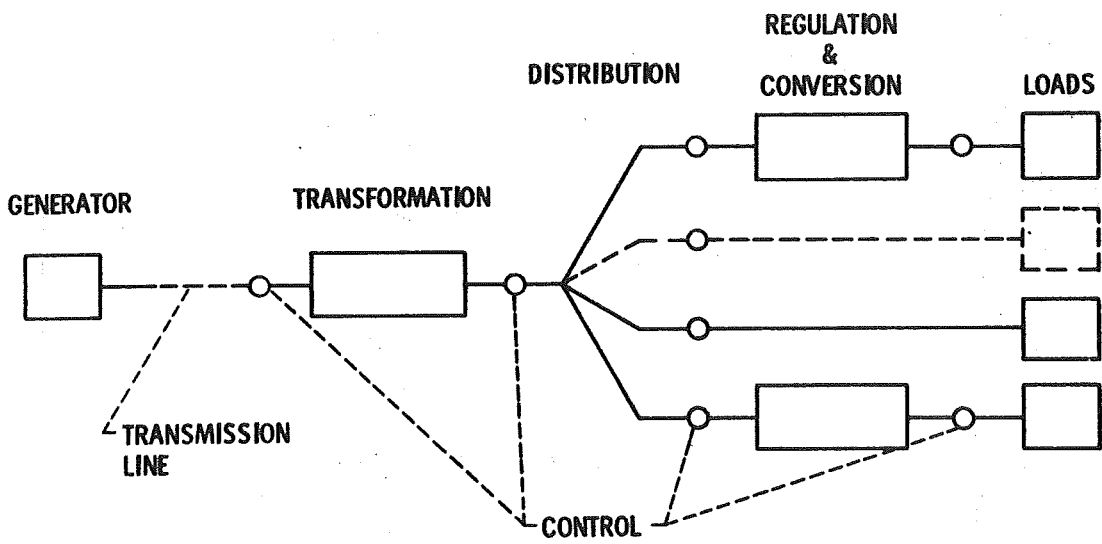 REGULATION
&
CONVERSION
DISTRIBUTION
LOADS
GENERATOR
TRANSFORMATION
TRANSMISSION
LINE
CONTROL